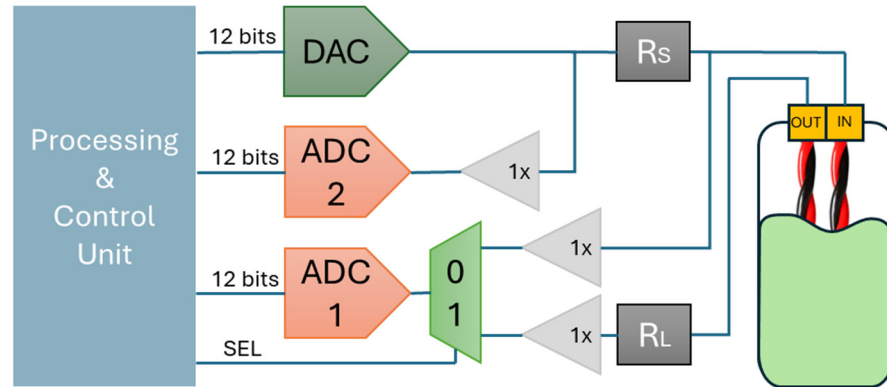 12 bits
DAC
Rs
OUT
IN
Processing
&
Control
Unit
12 bits
ADC
2
1x
12 bits
ADC
1
0
1
1x
1x
RL
SEL